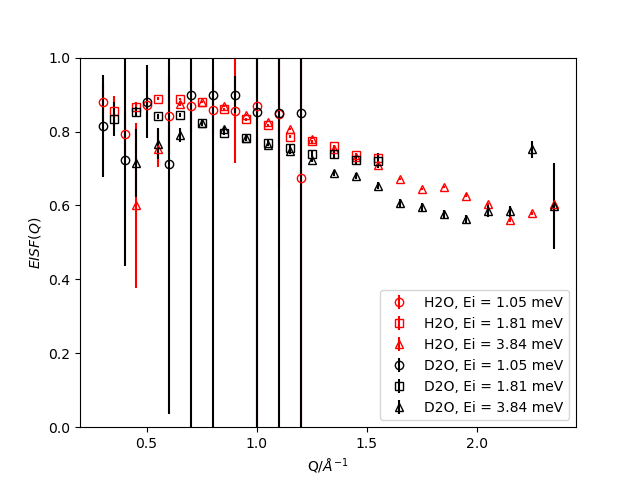 1.0
0.8
0.6
0.4
0.2
0.0
EISF(Q)
0.5
1.0
1.5
2.0
Q/Å⁻¹
H2O, Ei = 1.05 meV
H2O, Ei = 1.81 meV
H2O, Ei = 3.84 meV
D2O, Ei = 1.05 meV
D2O, Ei = 1.81 meV
D2O, Ei = 3.84 meV